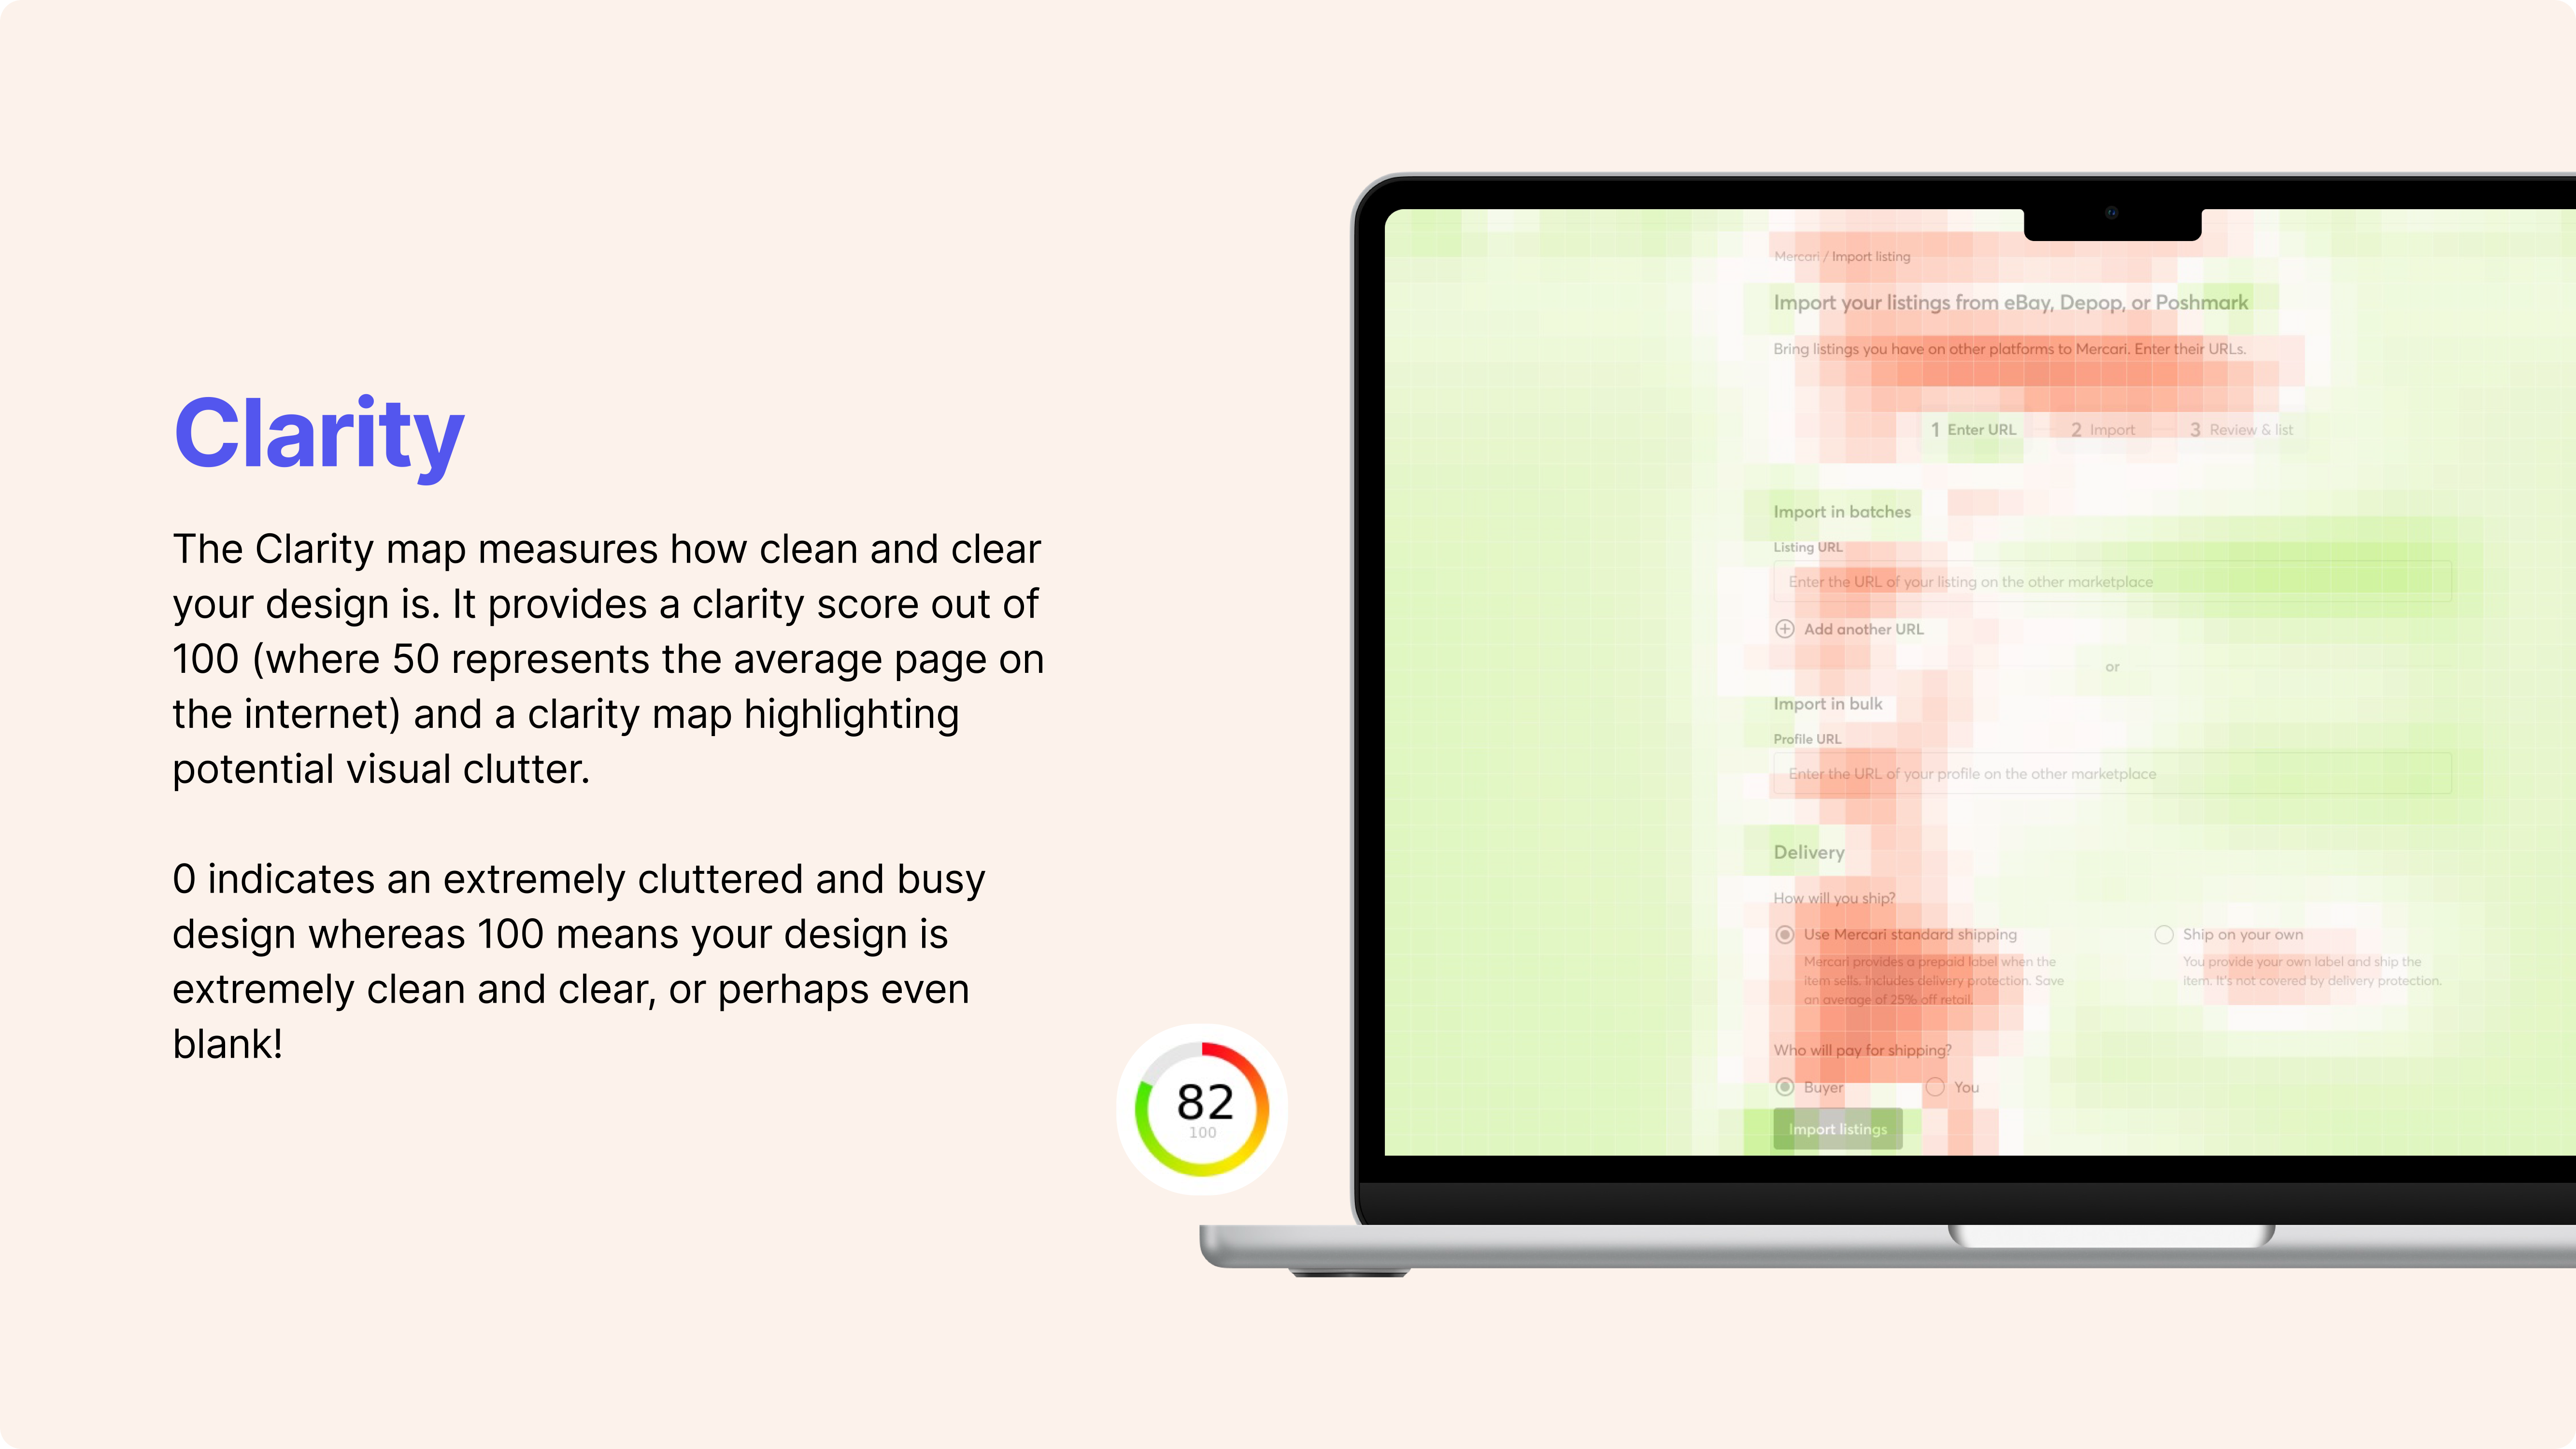 Clarity
The Clarity map measures how clean and clear
your design is. It provides a clarity score out of
100 (where 50 represents the average page on
the internet) and a clarity map highlighting
potential visual clutter.
0 indicates an extremely cluttered and busy
design whereas 100 means your design is
extremely clean and clear, or perhaps even
blank!
82
100
Mercari / Import listing
Import your listings from eBay, Depop, or Poshmark
Bring listings you have on other platforms to Mercari. Enter their URLs.
1 Enter URL 2 Import 3 Review & list
Import in batches
Listing URL
Enter the URL of your listing on the other marketplace
Add another URL
or
Import in bulk
Profile URL
Enter the URL of your profile on the other marketplace
Delivery
How will you ship?
Use Mercari standard shipping
Mercari provides a prepaid label when the
item sells. Includes delivery protection. Save
an average of 25% off retail.
Ship on your own
You provide your own label and ship the
item. It's not covered by delivery protection.
Who will pay for shipping?
Buyer You
Import listings